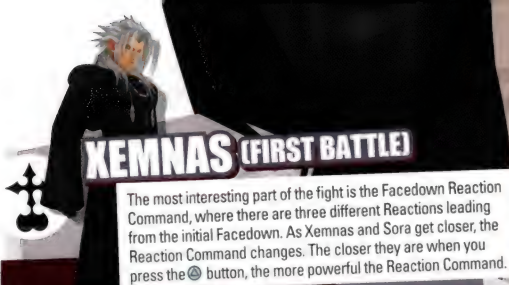 XEMNAS (FIRST BATTLE)
The most interesting part of the fight is the Facedown Reaction
Command, where there are three different Reactions leading
from the initial Facedown. As Xemnas and Sora get closer, the
Reaction Command changes. The closer they are when you
press the button, the more powerful the Reaction Command.